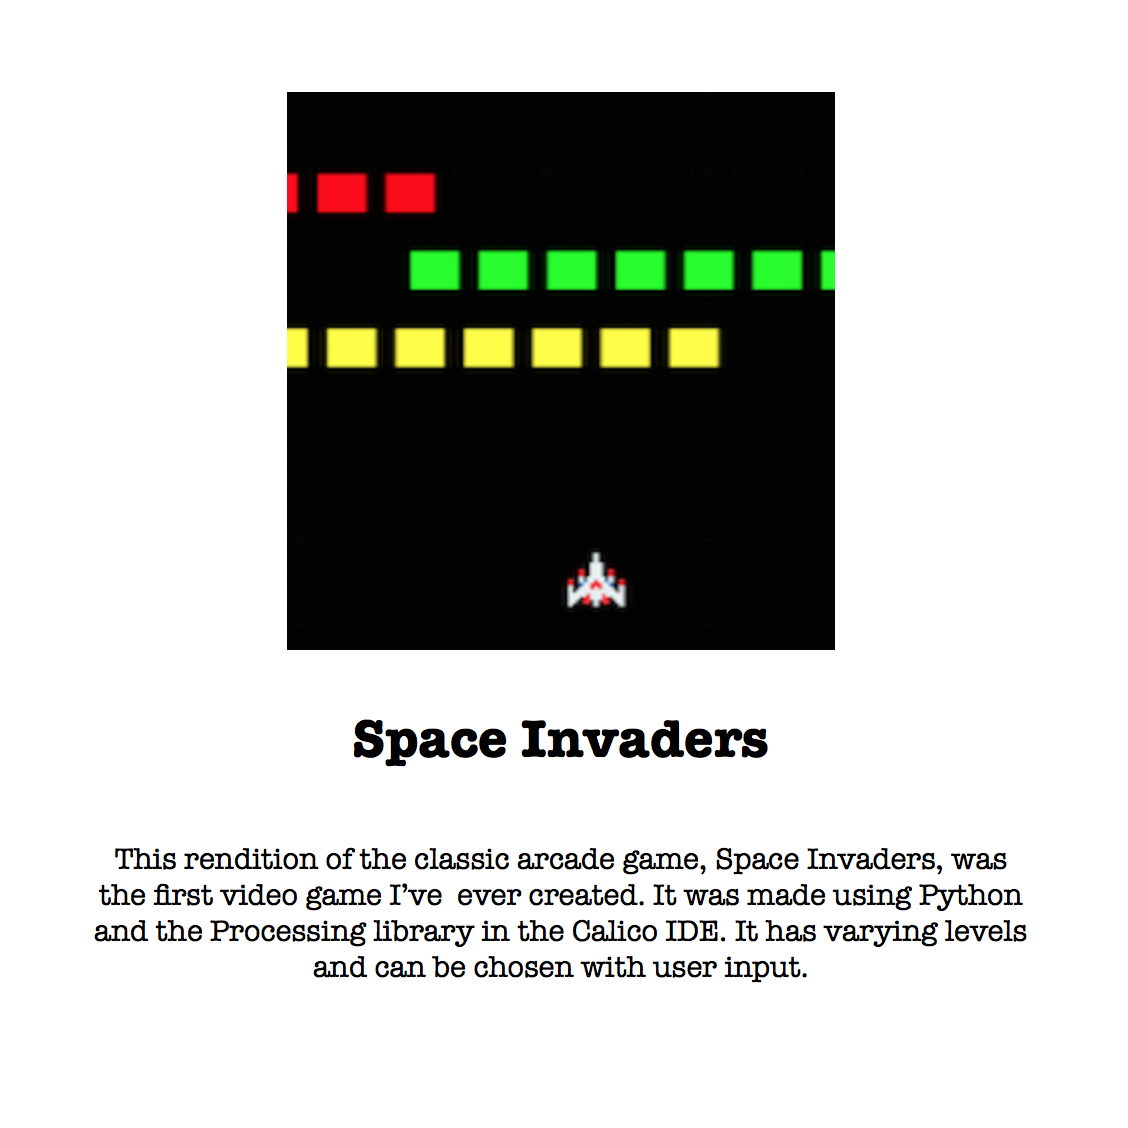 Space Invaders
This rendition of the classic arcade game, Space Invaders, was
the first video game I’ve  ever created. It was made using Python
and the Processing library in the Calico IDE. It has varying levels
and can be chosen with user input.